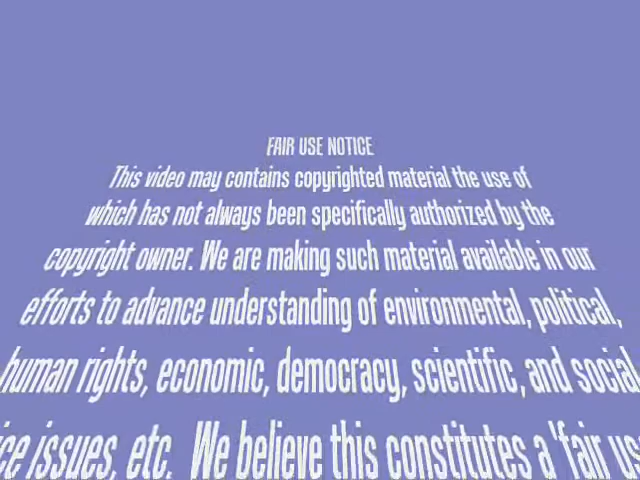 FAIR USE NOTICE
This video may contains copyrighted material the use of
which has not always been specifically authorized by the
copyright owner. We are making such material available in our
efforts to advance understanding of environmental, political,
human rights, economic, democracy, scientific, and social
issues, etc. We believe this constitutes a 'fair